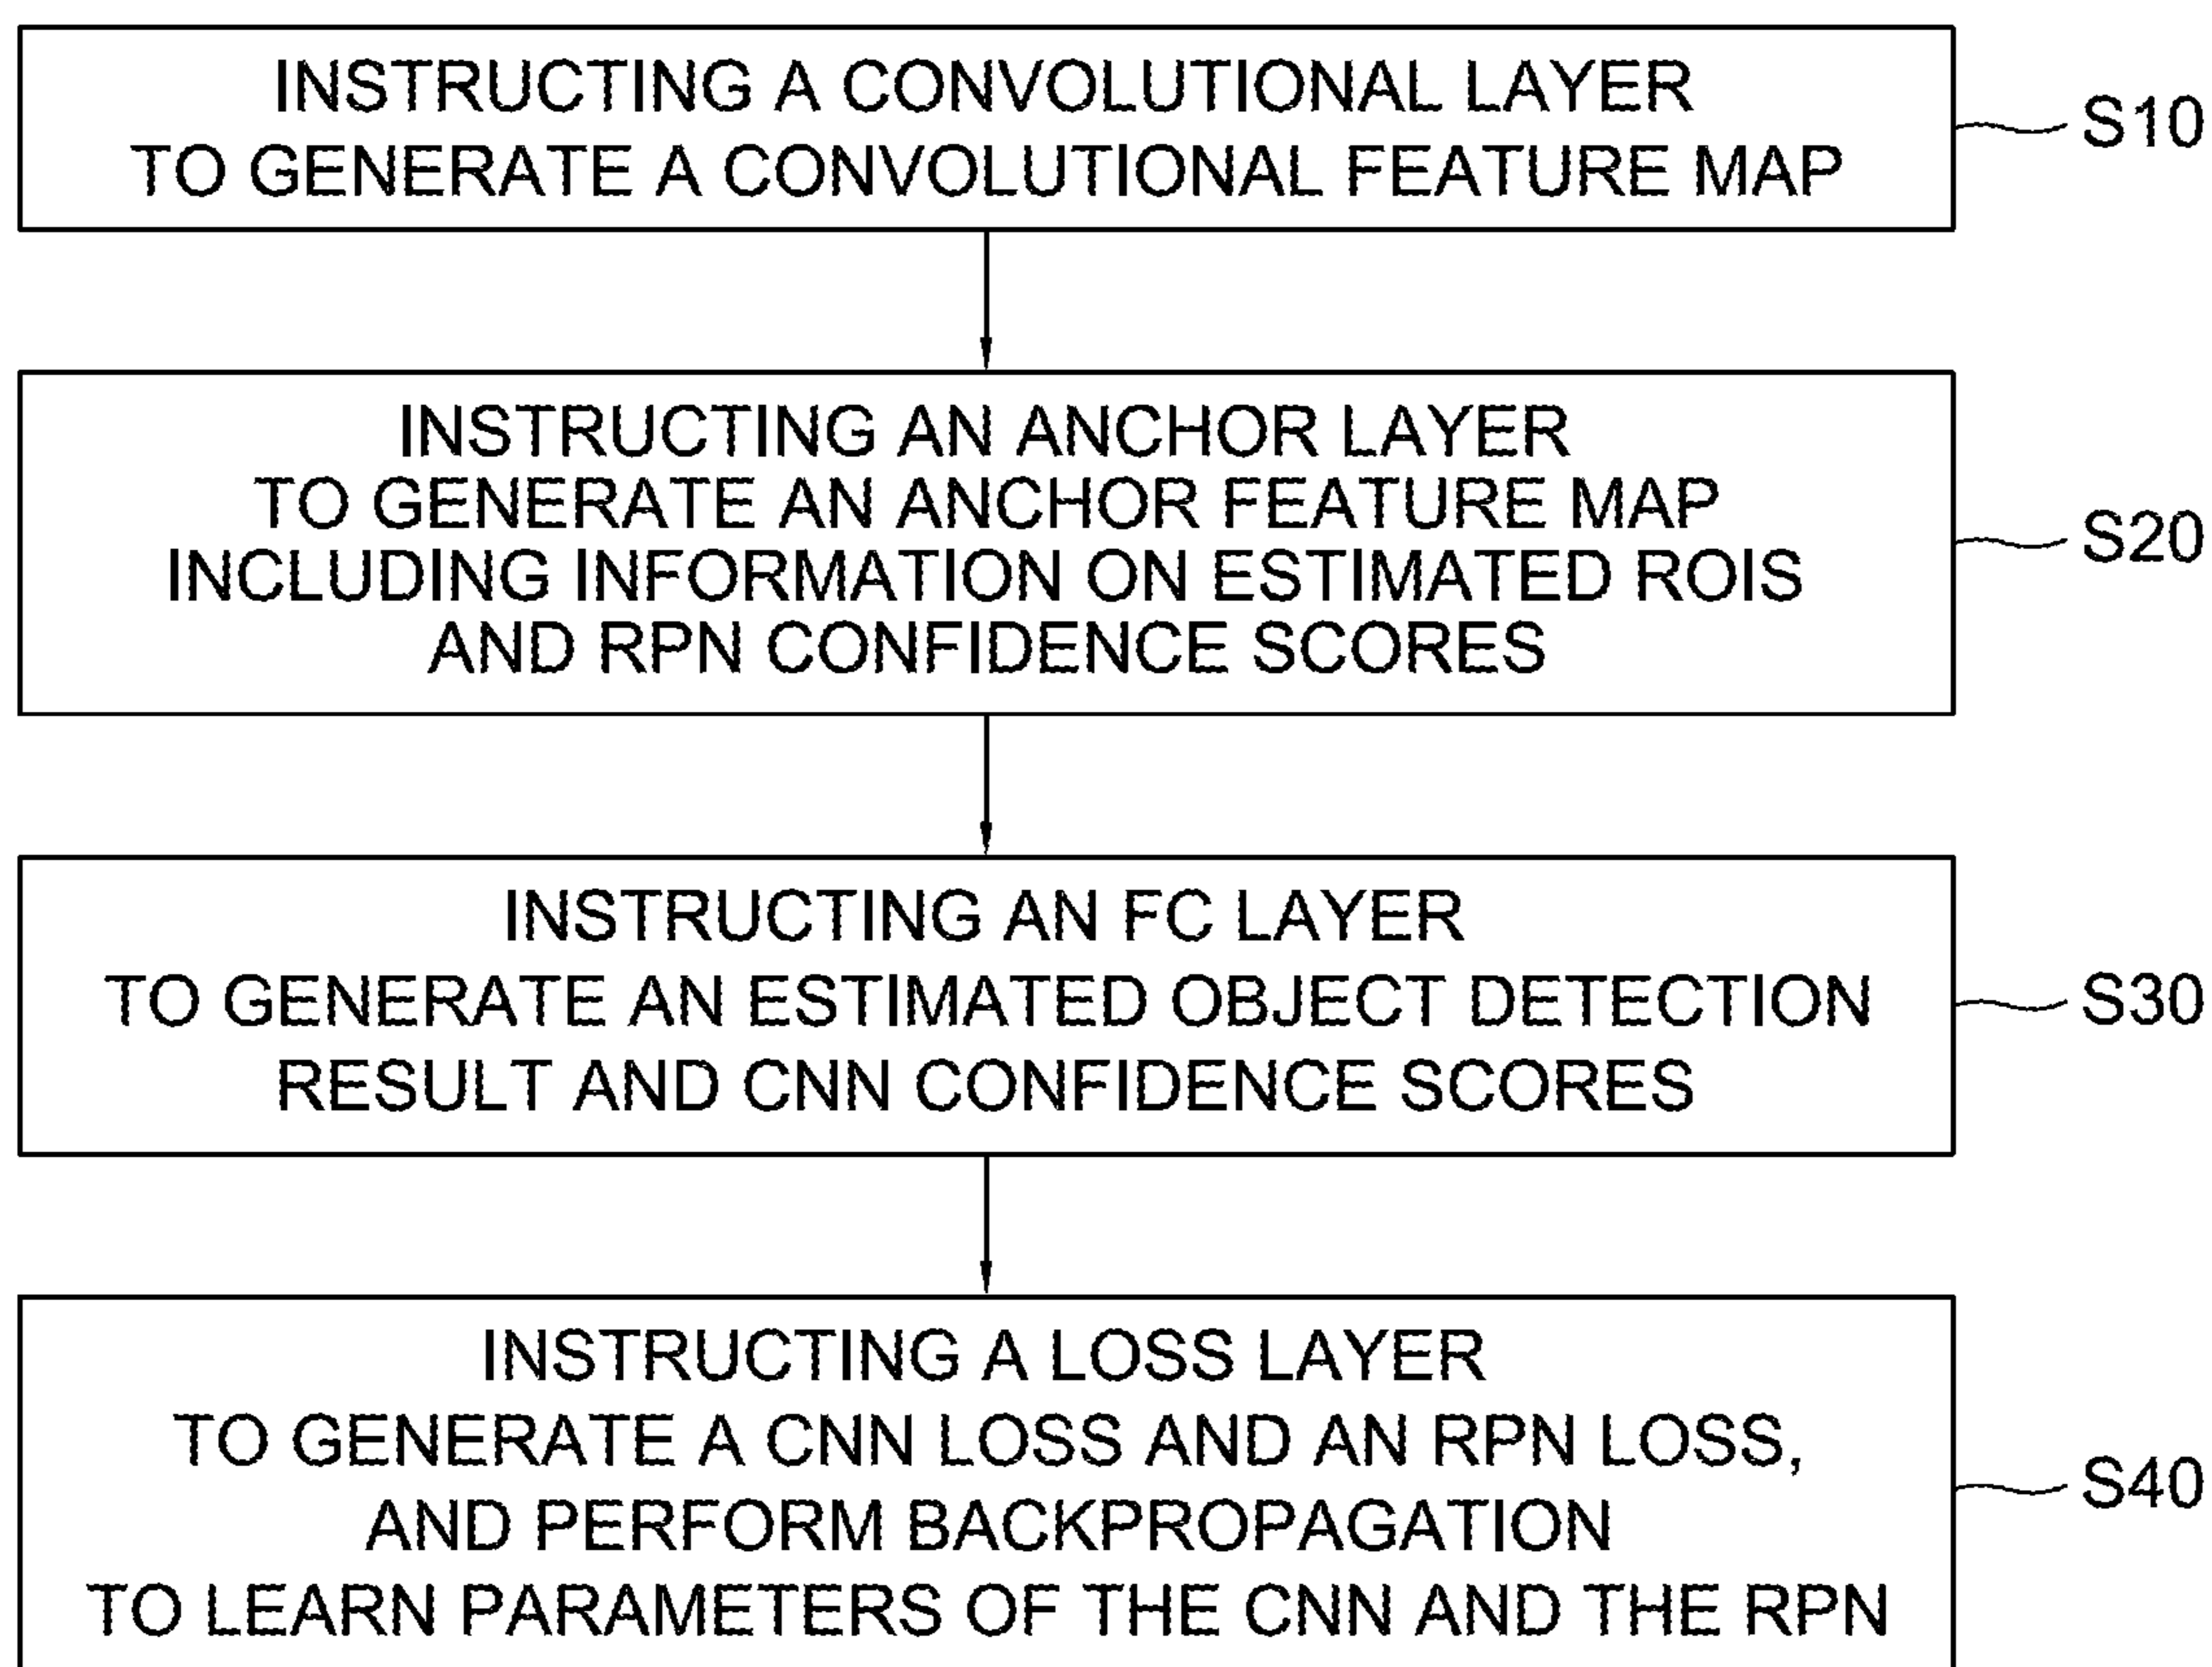 INSTRUCTING A CONVOLUTIONAL LAYER
TO GENERATE A CONVOLUTIONAL FEATURE MAP
S10
INSTRUCTING AN ANCHOR LAYER
TO GENERATE AN ANCHOR FEATURE MAP
INCLUDING INFORMATION ON ESTIMATED ROIS
AND RPN CONFIDENCE SCORES
S20
INSTRUCTING AN FC LAYER
TO GENERATE AN ESTIMATED OBJECT DETECTION
RESULT AND CNN CONFIDENCE SCORES
S30
INSTRUCTING A LOSS LAYER
TO GENERATE A CNN LOSS AND AN RPN LOSS,
AND PERFORM BACKPROPAGATION
TO LEARN PARAMETERS OF THE CNN AND THE RPN
S40